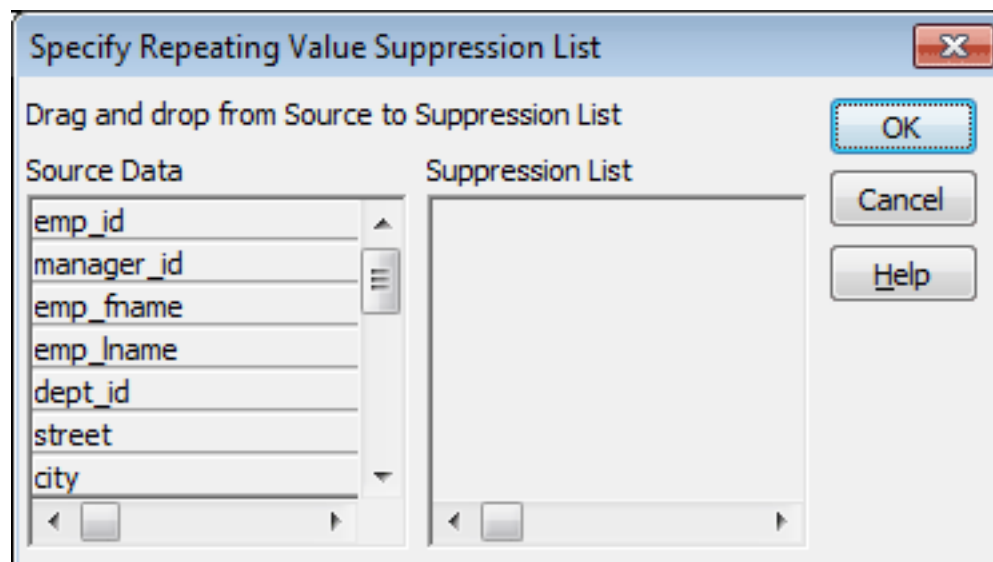 Specify Repeating Value Suppression List
Drag and drop from Source to Suppression List
OK
Source Data
Suppression List
Cancel
emp_id
manager_id
Help
emp_fname
emp_lname
dept_id
street
city